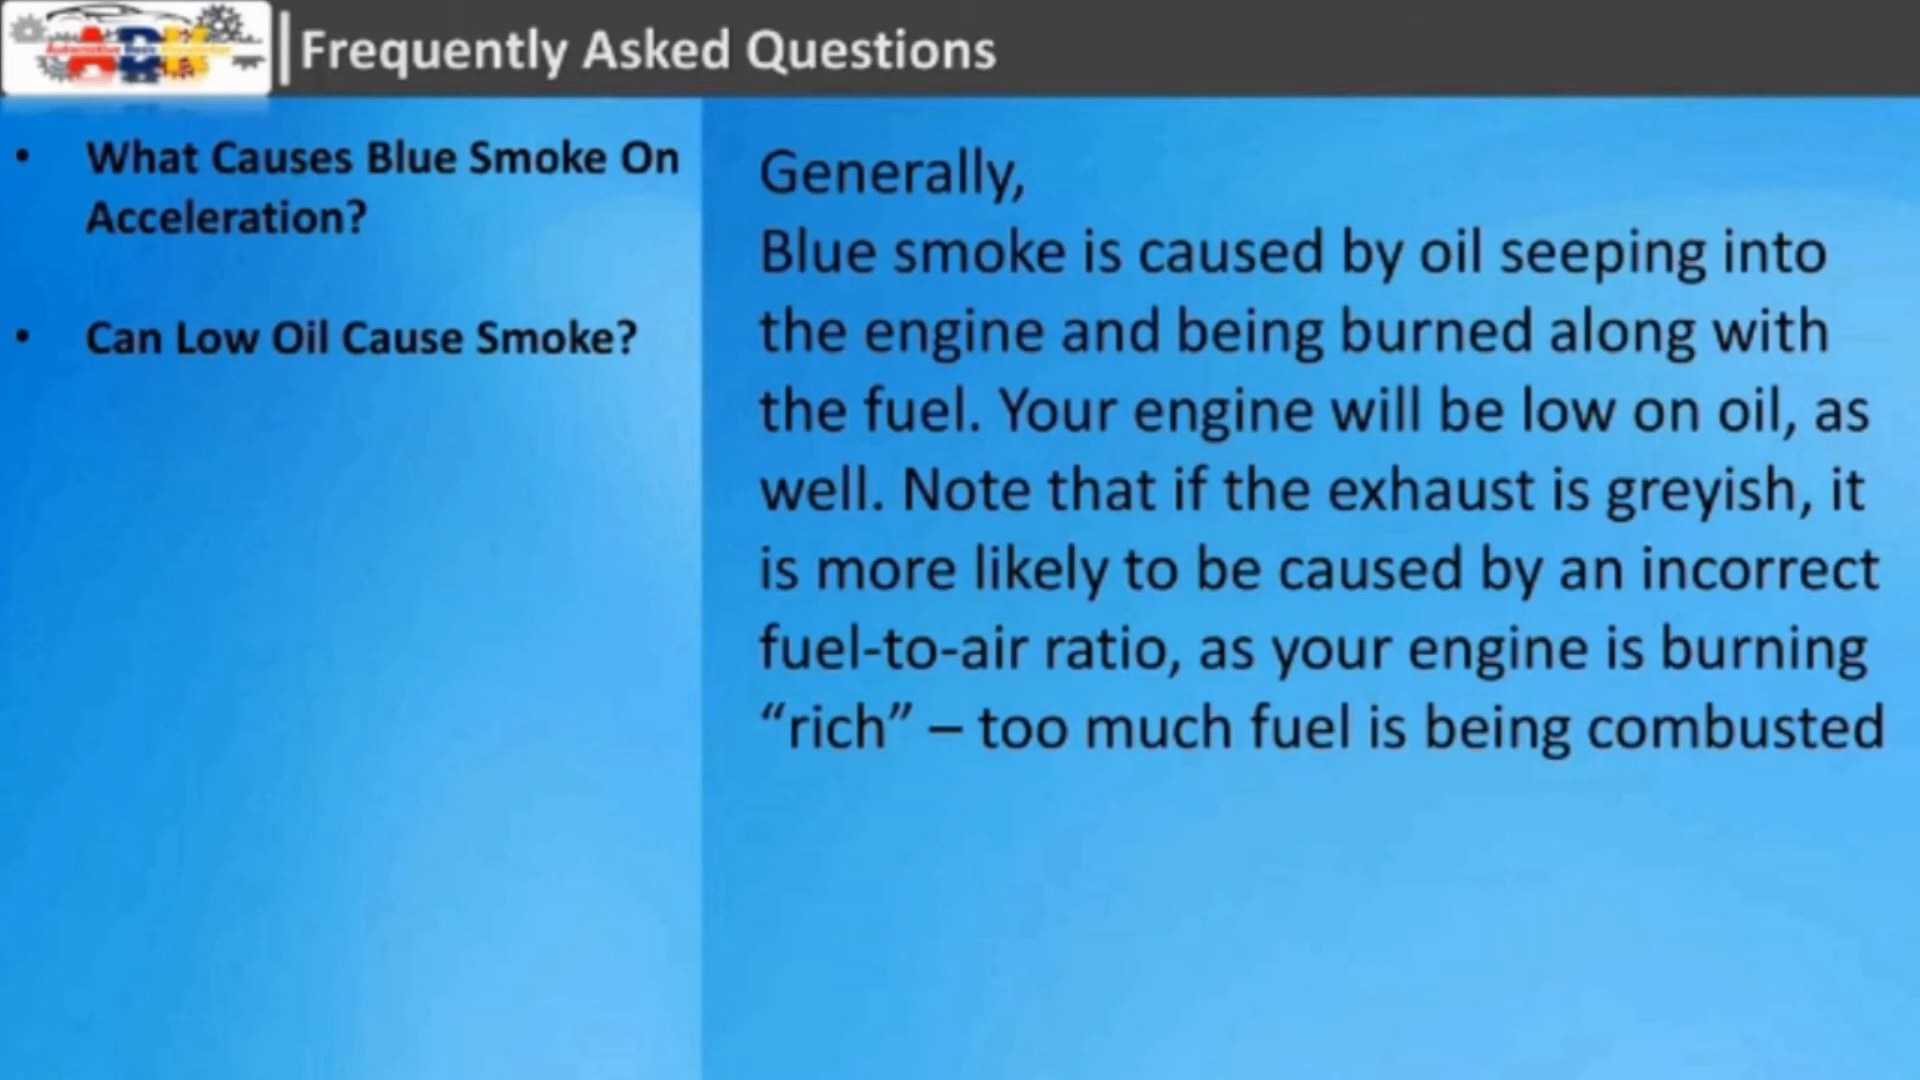 Frequently Asked Questions
• What Causes Blue Smoke On
Acceleration?
• Can Low Oil Cause Smoke?
Generally,
Blue smoke is caused by oil seeping into
the engine and being burned along with
the fuel. Your engine will be low on oil, as
well. Note that if the exhaust is greyish, it
is more likely to be caused by an incorrect
fuel-to-air ratio, as your engine is burning
“rich” – too much fuel is being combusted